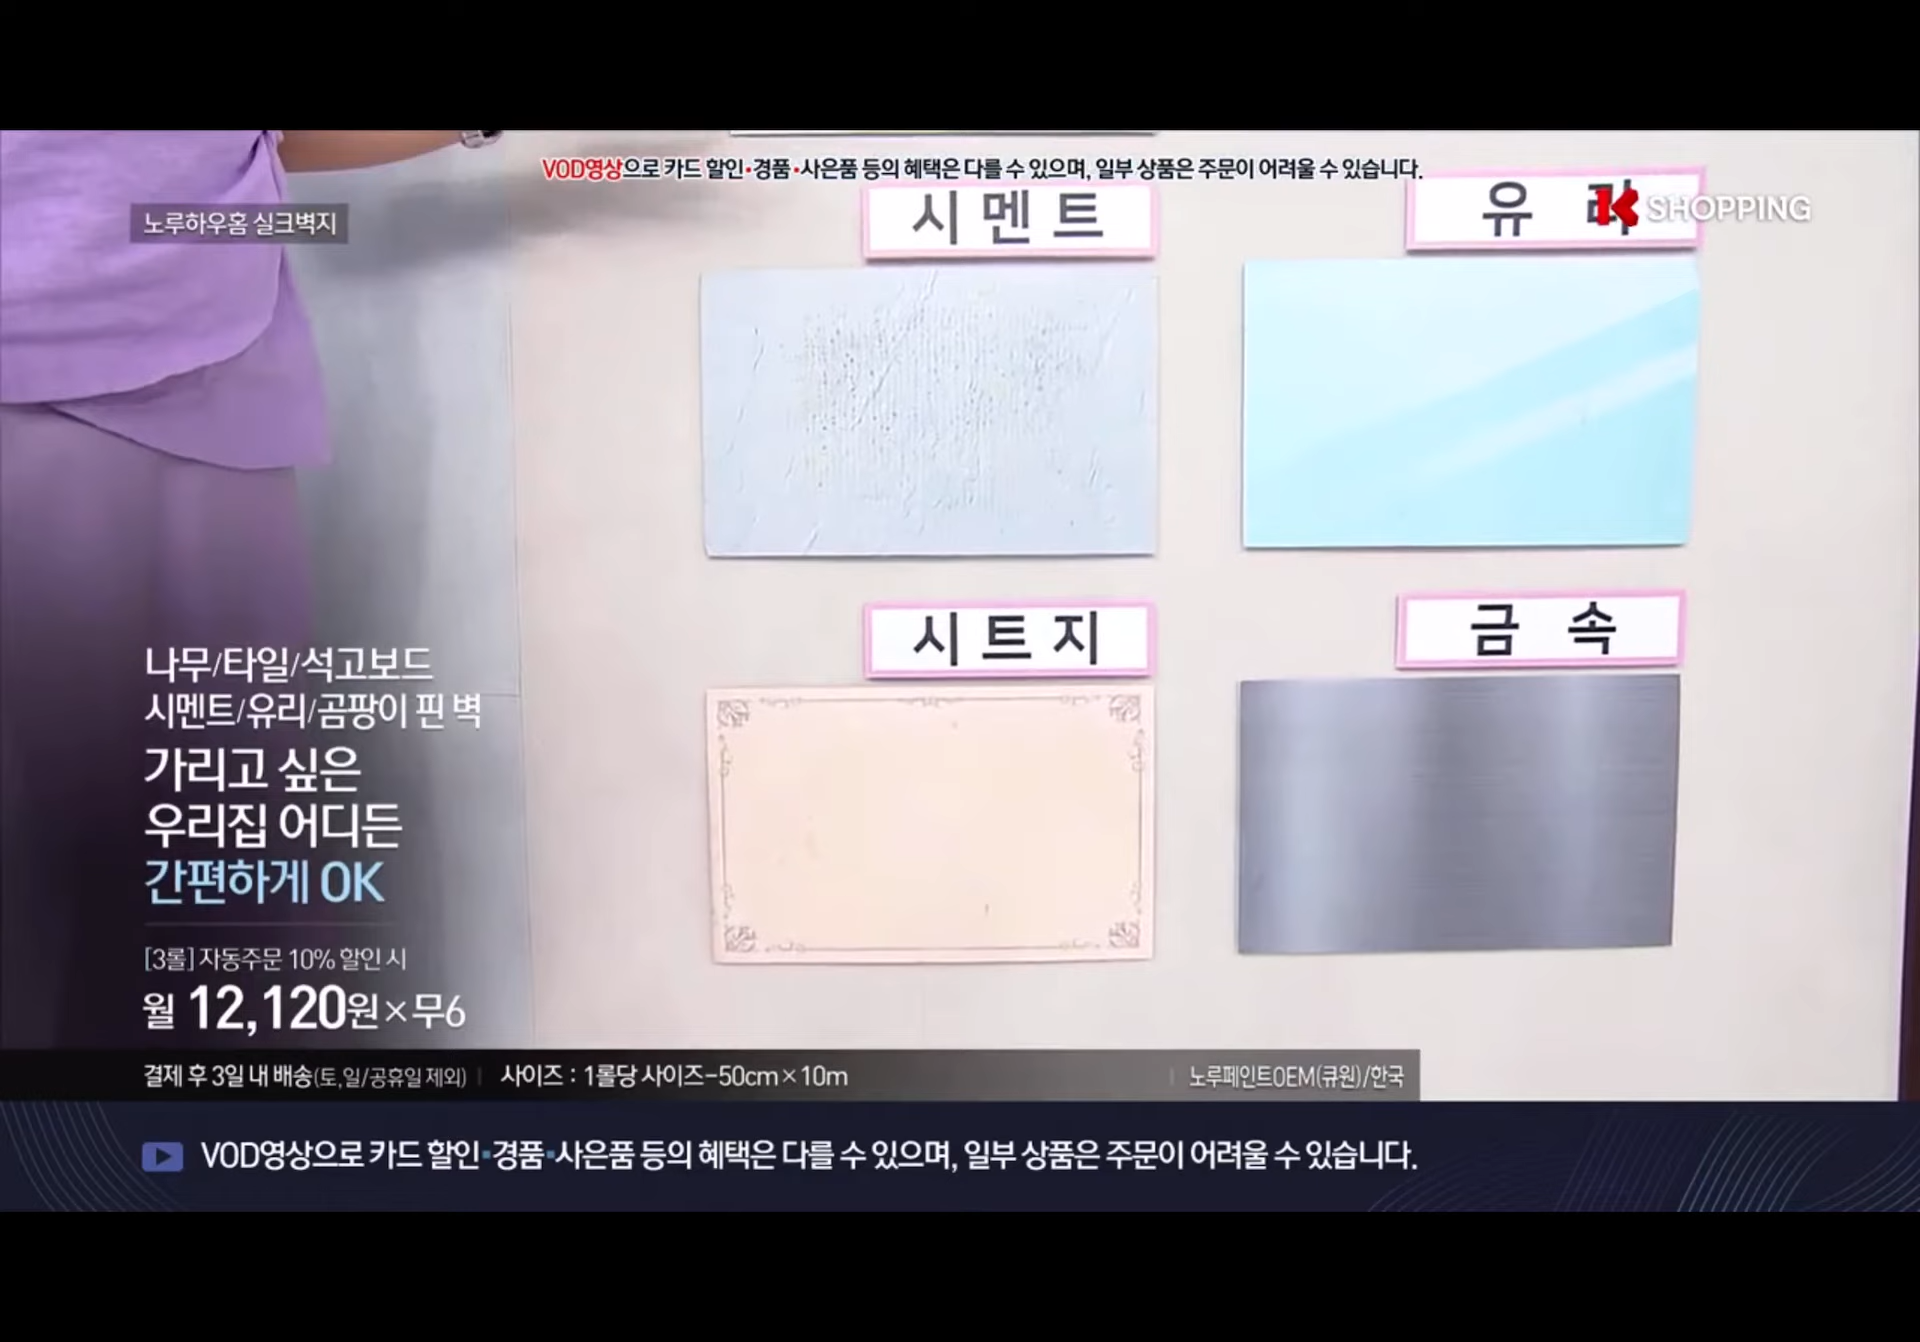 VOD영상으로 카드 할인•경품•사은품 등의 혜택은 다를 수 있으며, 일부 상품은 주문이 어려울 수 있습니다.
노루하우홈 실크벽지
시멘트
유리
K SHOPPING
시트지
금속
나무/타일/석고보드
시멘트/유리/곰팡이 핀 벽
가리고 싶은
우리집 어디든
간편하게 OK
[3롤] 자동주문 10% 할인 시
월 12,120원×무6
결제 후 3일 내 배송(토,일/공휴일 제외) | 사이즈 : 1롤당 사이즈-50cm×10m | 노루페인트OEM(큐원)/한국
VOD영상으로 카드 할인•경품•사은품 등의 혜택은 다를 수 있으며, 일부 상품은 주문이 어려울 수 있습니다.